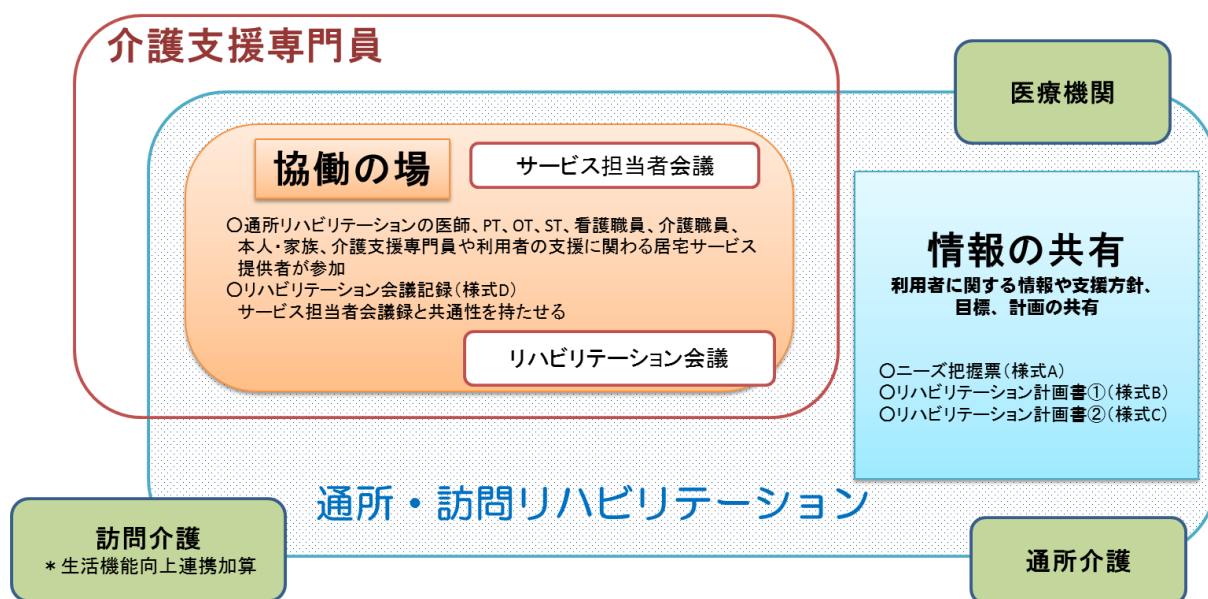 介護支援専門員
医療機関
協働の場
サービス担当者会議
〇通所リハビリテーションの医師、PT、OT、ST、看護職員、介護職員、
本人・家族、介護支援専門員や利用者の支援に関わる居宅サービス
提供者が参加
〇リハビリテーション会議記録(様式D)
サービス担当者会議録と共通性を持たせる
リハビリテーション会議
情報の共有
利用者に関する情報や支援方針、
目標、計画の共有
〇ニーズ把握票(様式A)
〇リハビリテーション計画書①(様式B)
〇リハビリテーション計画書②(様式C)
通所・訪問リハビリテーション
訪問介護
＊生活機能向上連携加算
通所介護